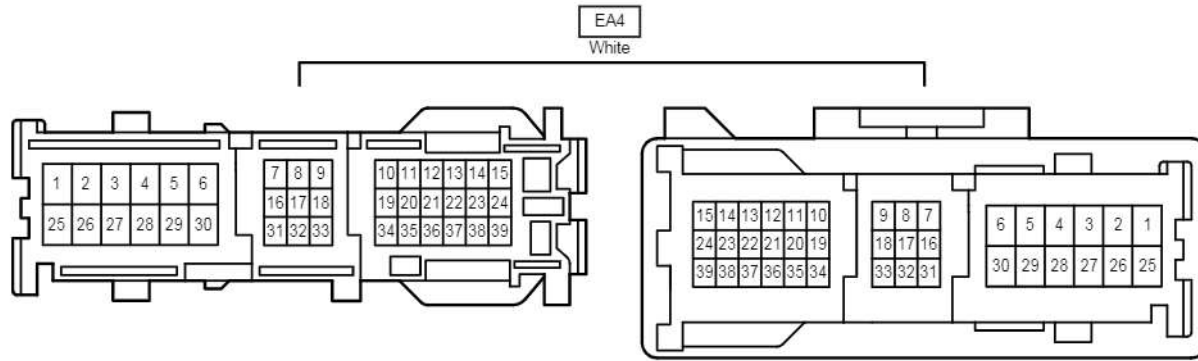 EA4
White
1 2 3 4 5 6
25 26 27 28 29 30
7 8 9
16 17 18
31 32 33
10 11 12 13 14 15
19 20 21 22 23 24
34 35 36 37 38 39
15 14 13 12 11 10
24 23 22 21 20 19
39 38 37 36 35 34
9 8 7
18 17 16
33 32 31
6 5 4 3 2 1
30 29 28 27 26 25